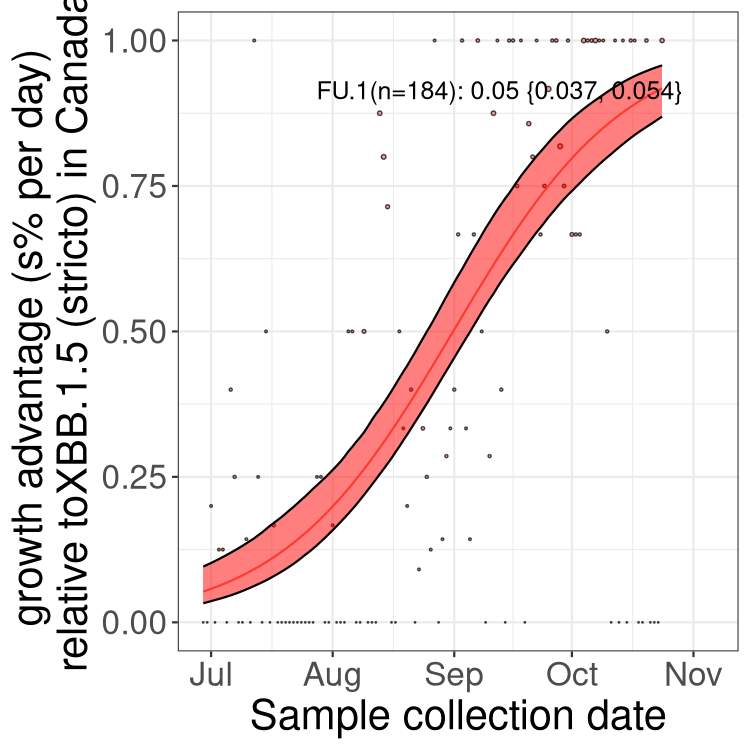 growth advantage (s% per day)
relative toXBB.1.5 (stricto) in Canada
1.00
0.75
0.50
0.25
0.00
FU.1(n=184): 0.05 {0.037, 0.054}
Jul Aug Sep Oct Nov
Sample collection date